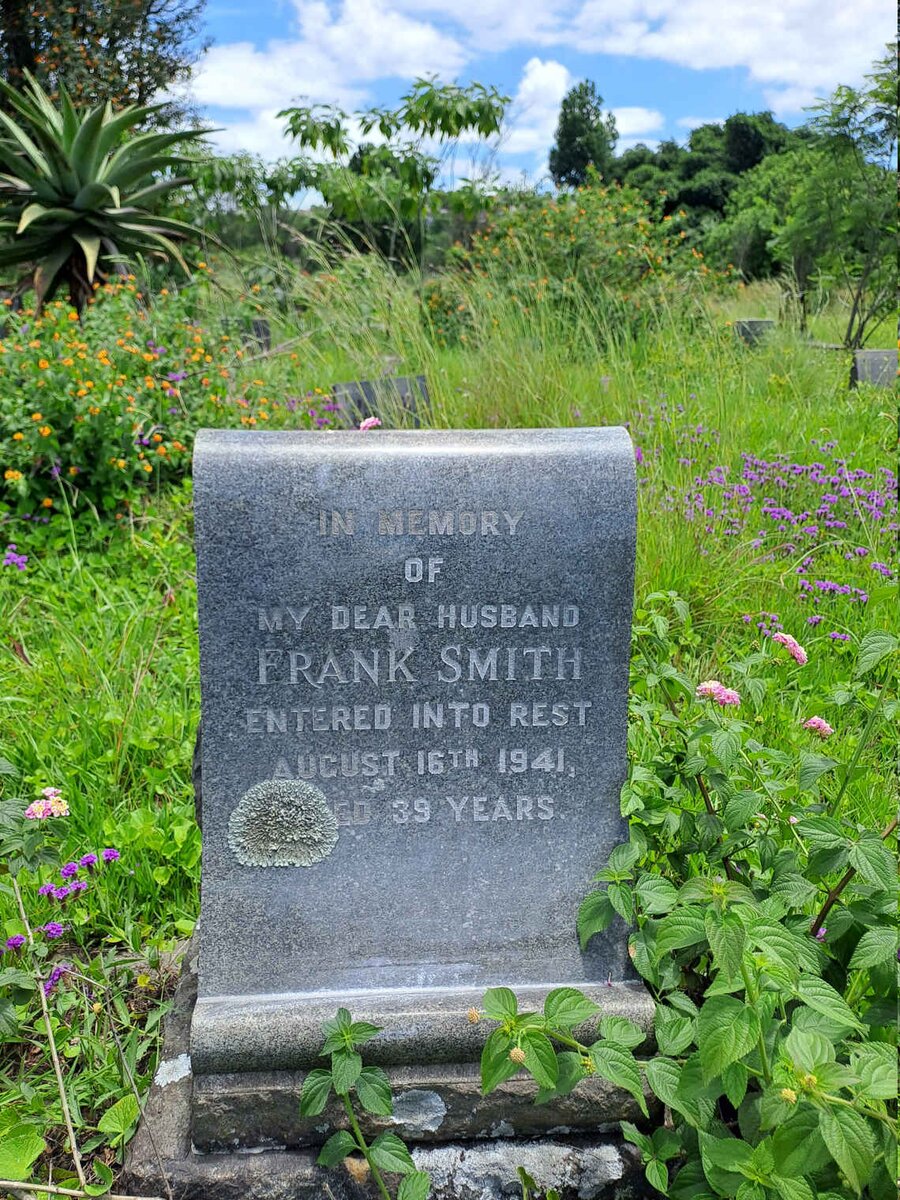 IN MEMORY
OF
MY DEAR HUSBAND
FRANK SMITH
ENTERED INTO REST
AUGUST 16TH 1941,
39 YEARS.